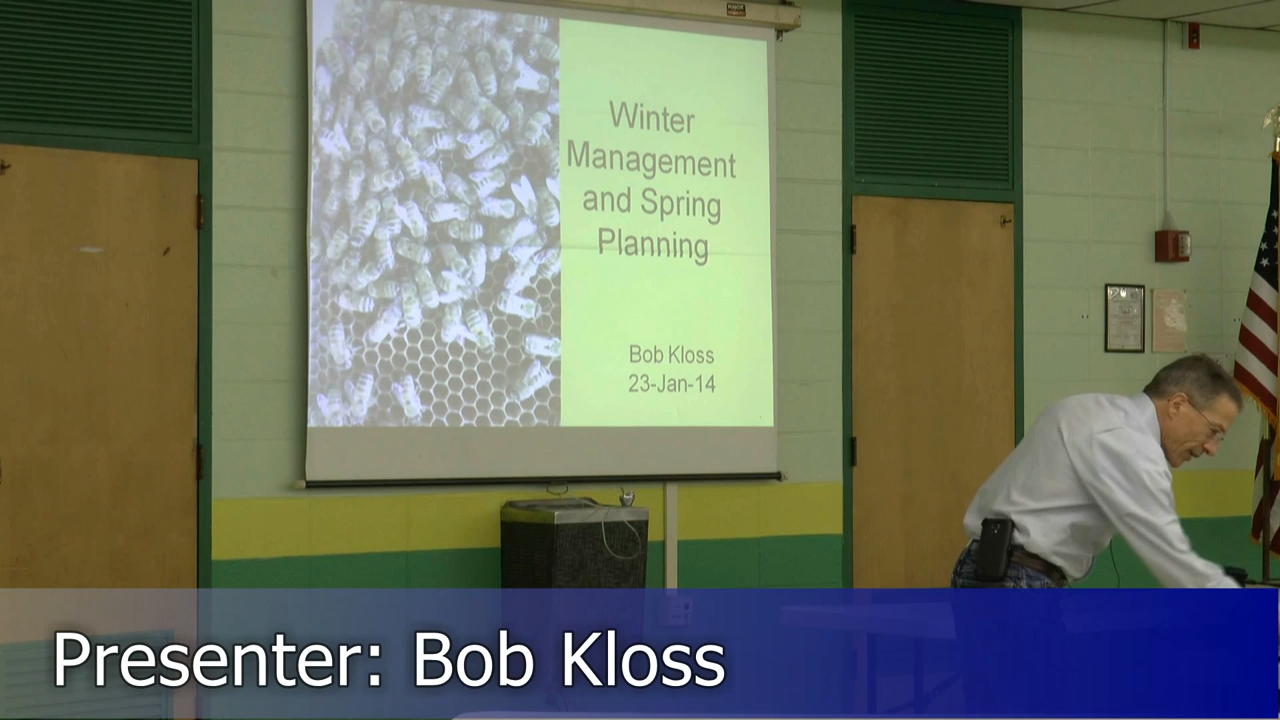 Winter
Management
and Spring
Planning
Bob Kloss
23-Jan-14
Presenter: Bob Kloss